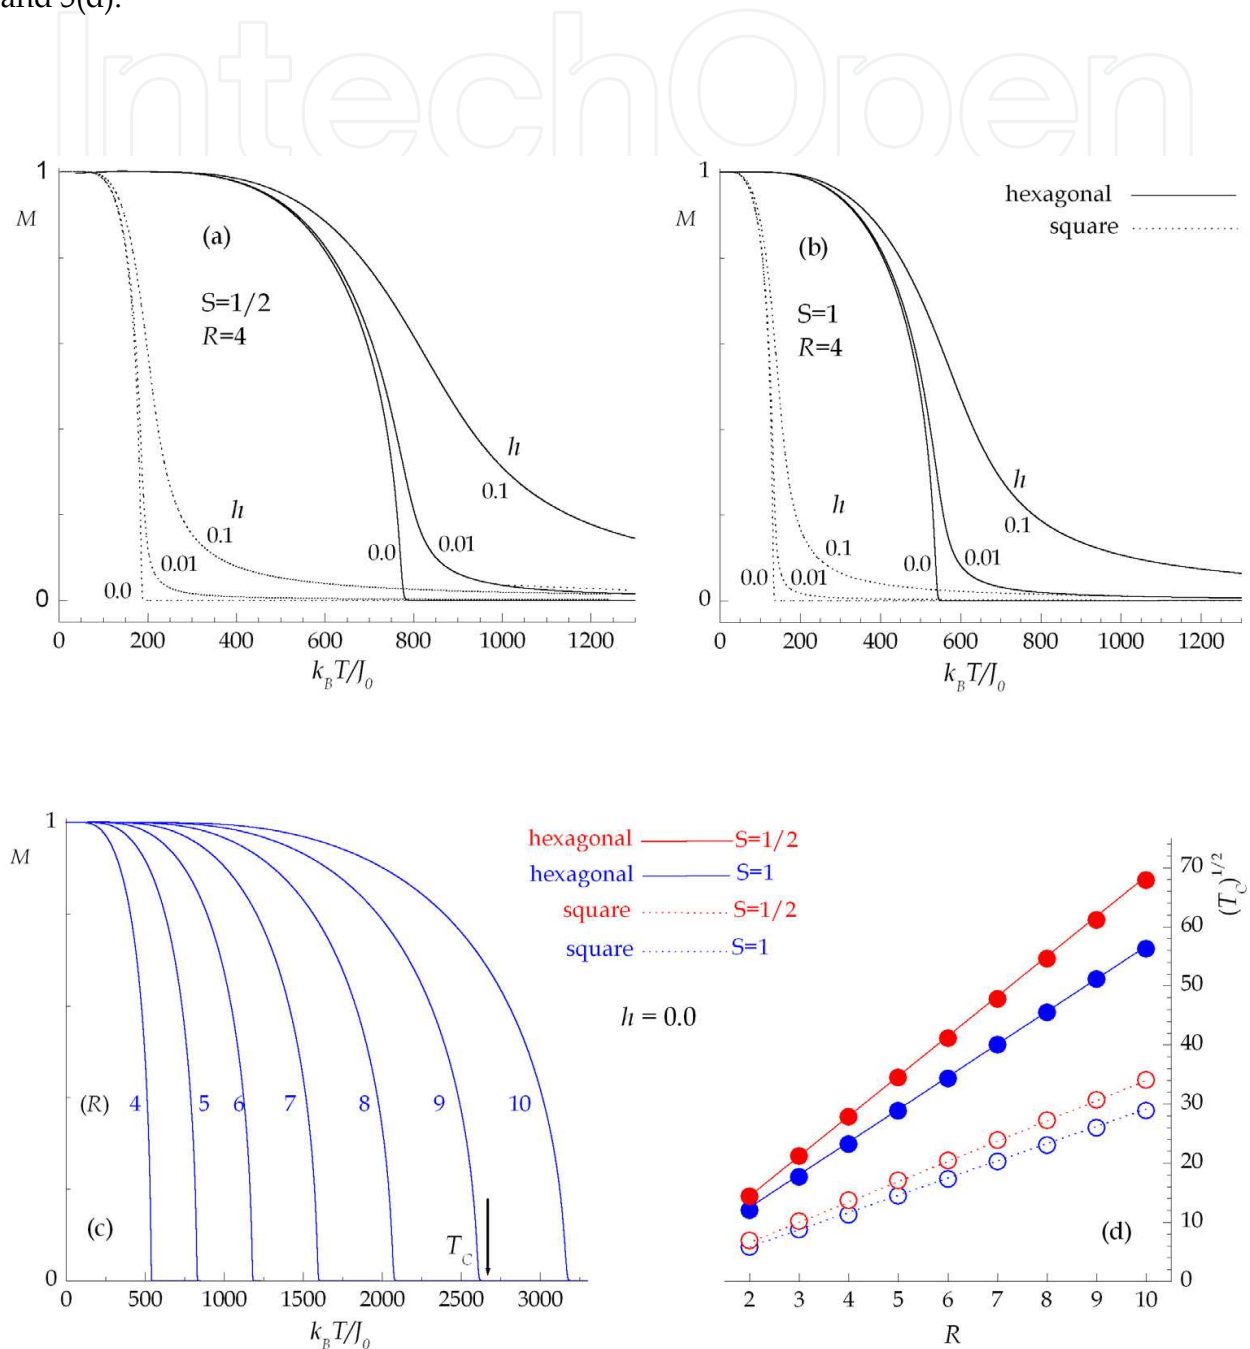 and 3(d).
IntechOpen
1
M
(a)
S=1/2
R=4
h
0.1
0.01
0.0
h
0.1
0.01
0.0
0
0 200 400 600 800 1000 1200
k_B T/J_0
1
M
(b)
S=1
R=4
hexagonal
square
h
0.1
0.01
0.0
h
0.1
0.01
0.0
0
0 200 400 600 800 1000 1200
k_B T/J_0
1
M
(R) 4 5 6 7 8 9 10
(c)
T_C
0
0 500 1000 1500 2000 2500 3000
k_B T/J_0
hexagonal S=1/2
hexagonal S=1
square S=1/2
square S=1
h = 0.0
70
60
50
40
30
20
10
0
(T_C)^1/2
(d)
2 3 4 5 6 7 8 9 10
R